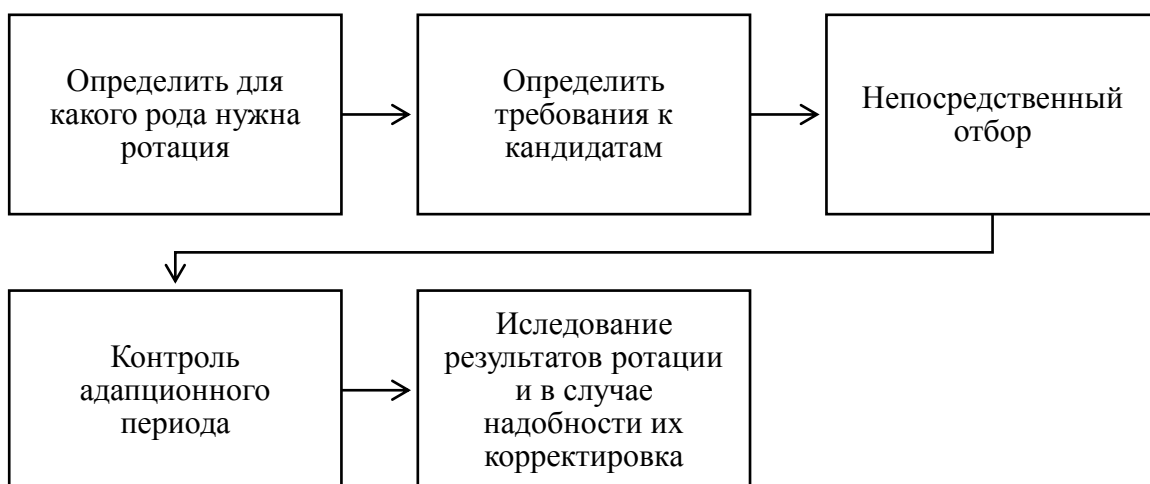 Определить для
какого рода нужна
ротация
Определить
требования к
кандидатам
Непосредственный
отбор
Контроль
адапционного
периода
Иследование
результатов ротации
и в случае
надобности их
корректировка